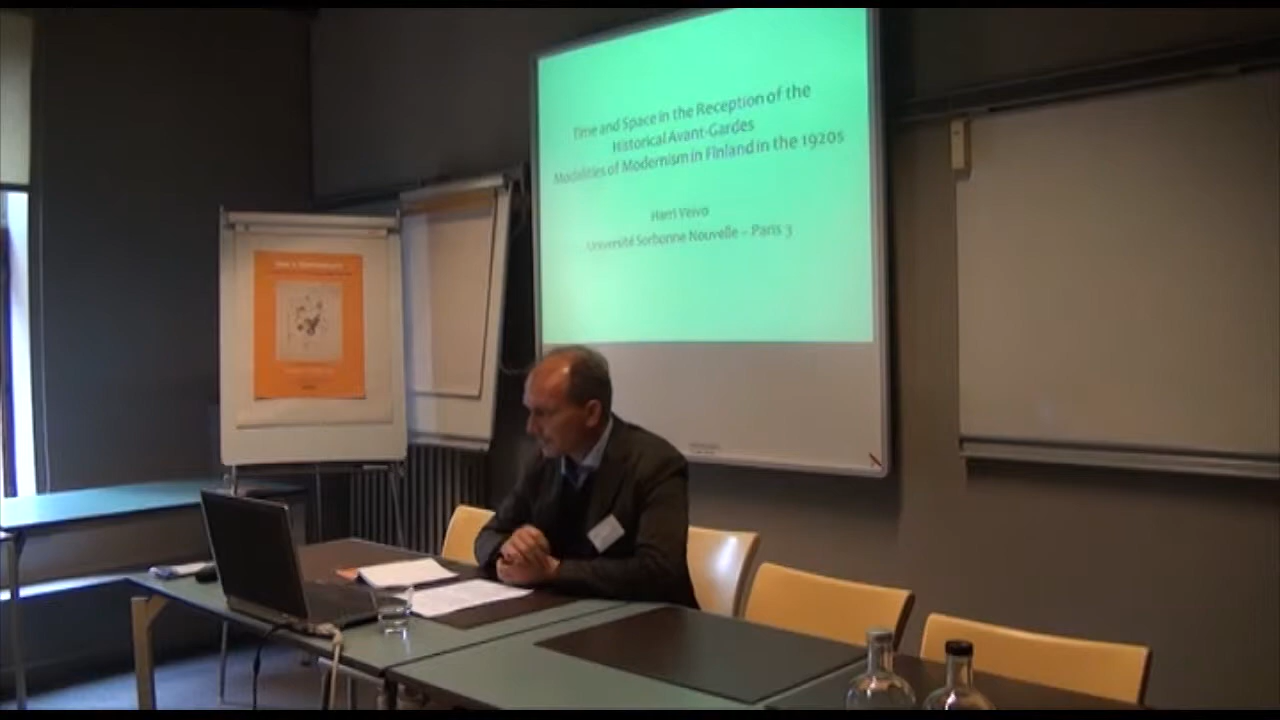 Time and Space in the Reception of the
Historical Avant-Gardes
Modalities of Modernism in Finland in the 1920s
Harri Veivo
Université Sorbonne Nouvelle – Paris 3